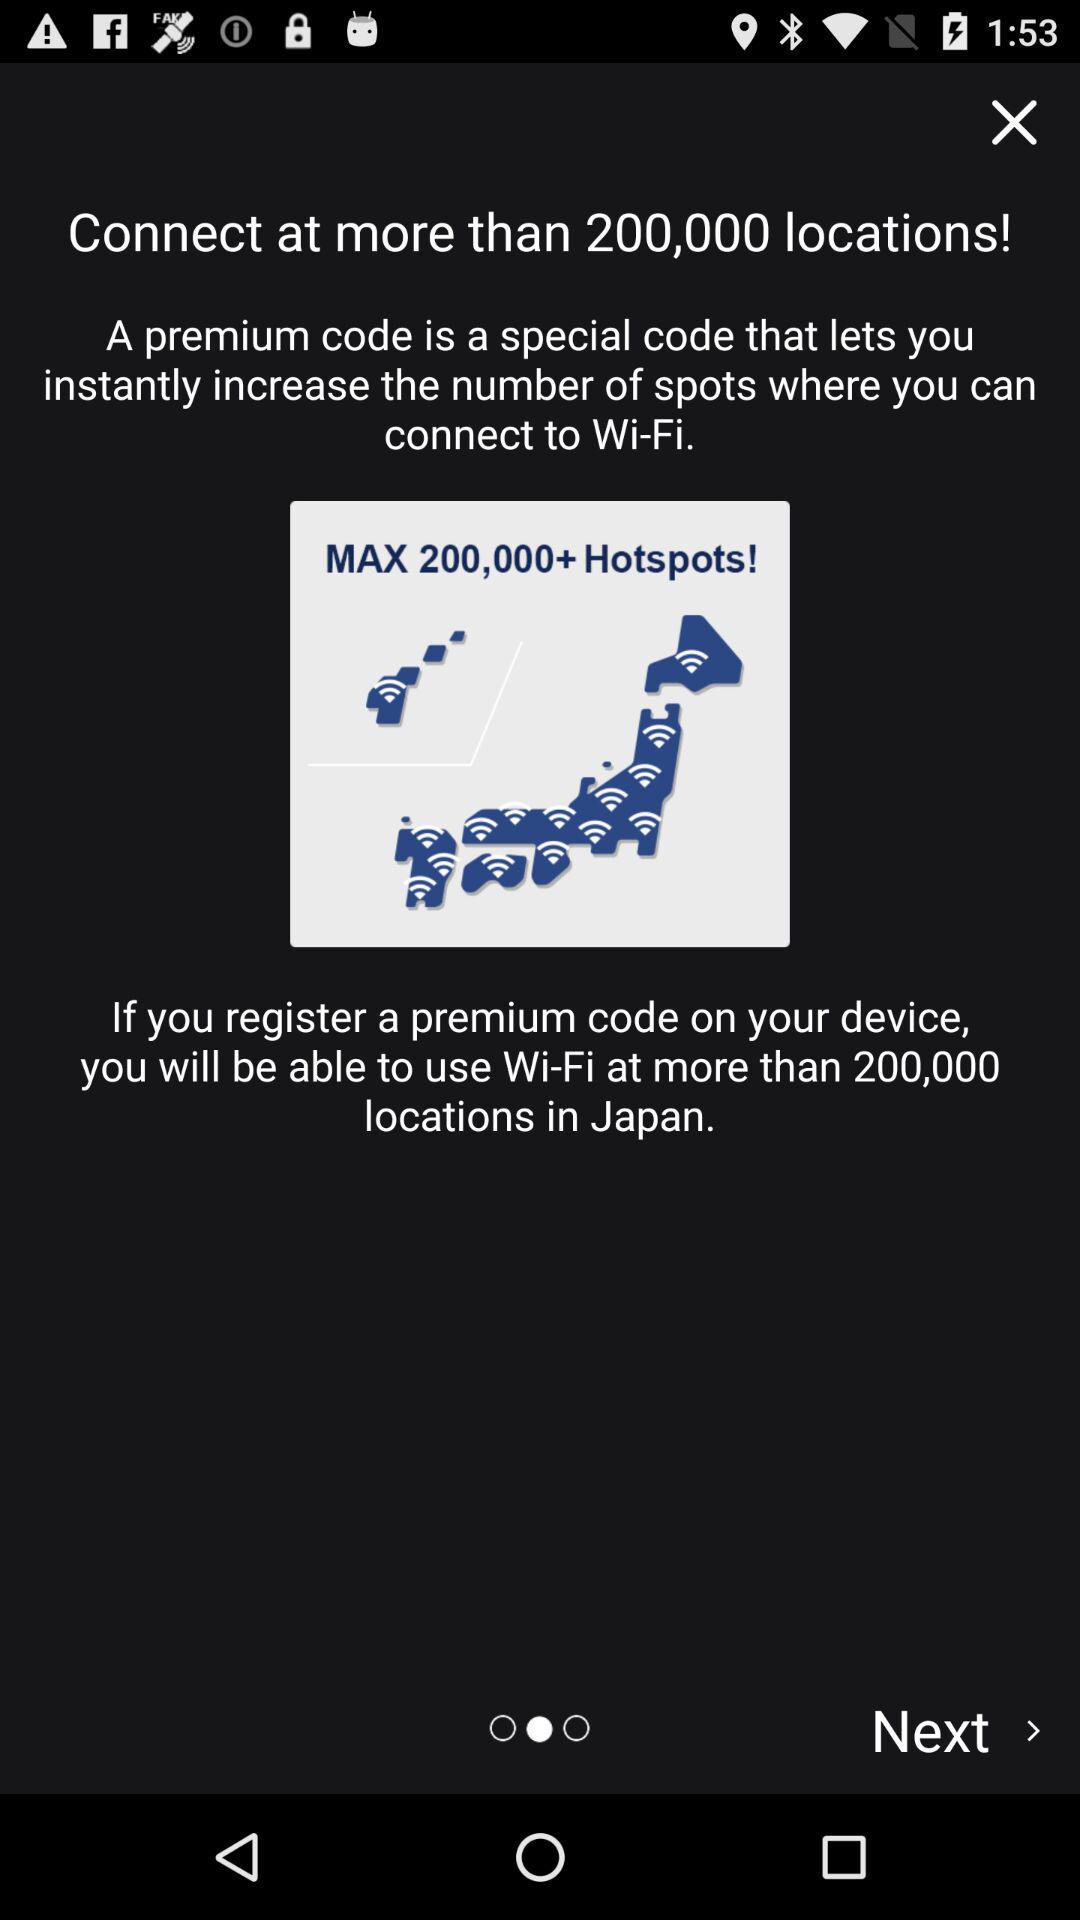 FAKE
1:53
Connect at more than 200,000 locations!
A premium code is a special code that lets you
instantly increase the number of spots where you can
connect to Wi-Fi.
MAX 200,000+ Hotspots!
If you register a premium code on your device,
you will be able to use Wi-Fi at more than 200,000
locations in Japan.
Next